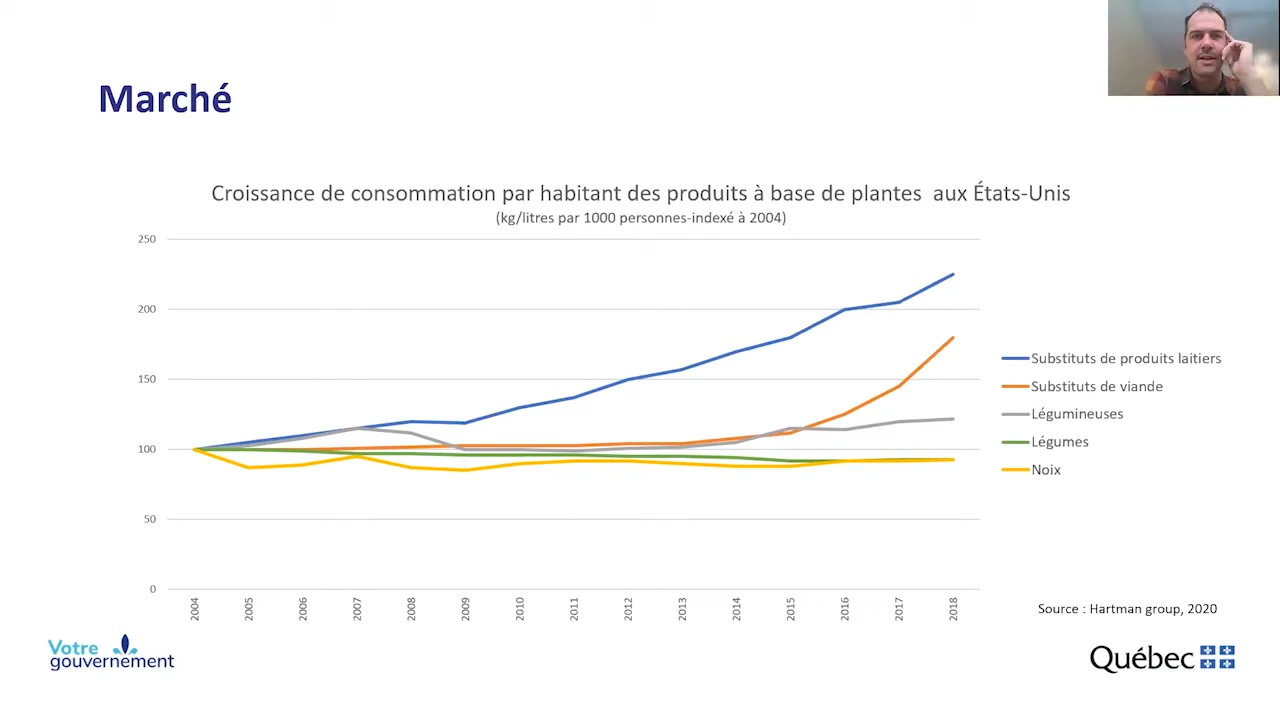 Marché
Croissance de consommation par habitant des produits à base de plantes  aux États-Unis
(kg/litres par 1000 personnes-indexé à 2004)
250
200
150
100
50
0
2004 2005 2006 2007 2008 2009 2010 2011 2012 2013 2014 2015 2016 2017 2018
Substituts de produits laitiers
Substituts de viande
Légumineuses
Légumes
Noix
Source : Hartman group, 2020
Votre
gouvernement
Québec